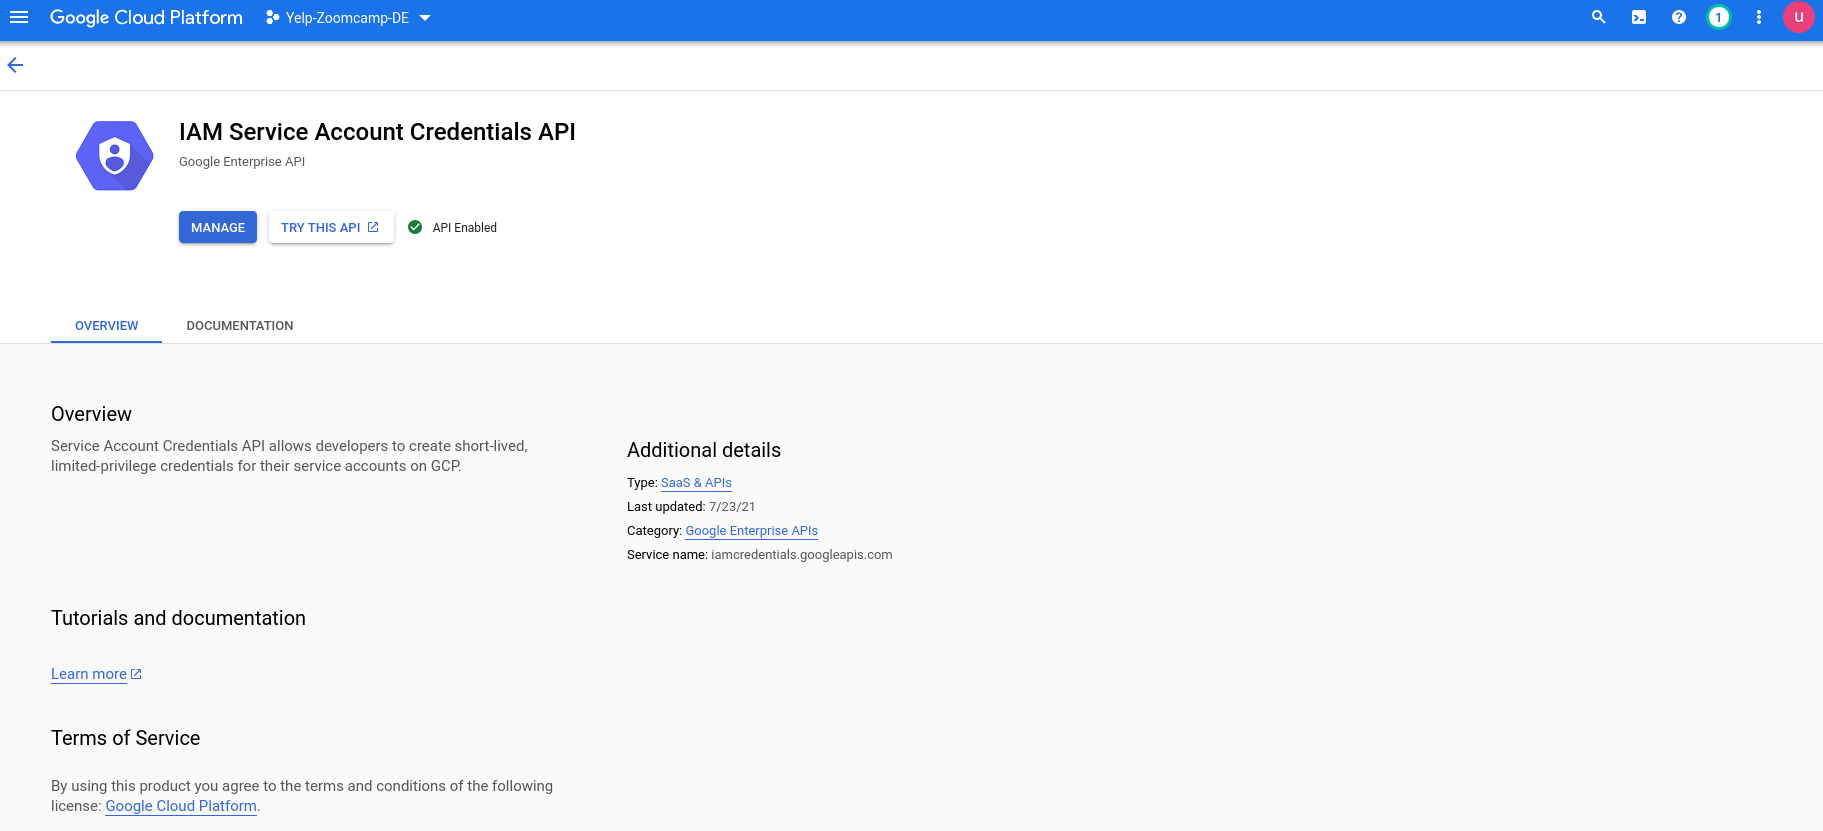 Google Cloud Platform
Yelp-Zoomcamp-DE
1
u
IAM Service Account Credentials API
Google Enterprise API
MANAGE
TRY THIS API
API Enabled
OVERVIEW
DOCUMENTATION
Overview
Service Account Credentials API allows developers to create short-lived,
limited-privilege credentials for their service accounts on GCP.
Additional details
Type: SaaS & APIs
Last updated: 7/23/21
Category: Google Enterprise APIs
Service name: iamcredentials.googleapis.com
Tutorials and documentation
Learn more
Terms of Service
By using this product you agree to the terms and conditions of the following
license: Google Cloud Platform.